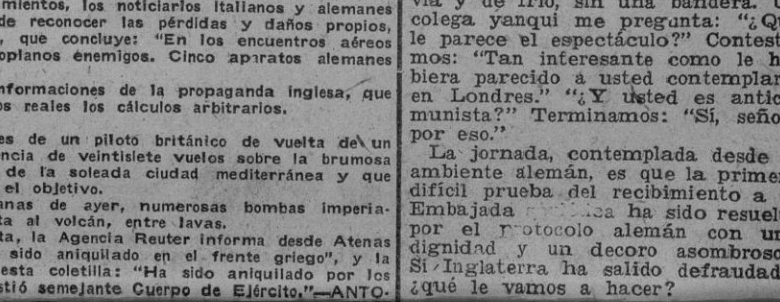 mientos, los noticiarios italianos y alemanes
de reconocer las pérdidas y daños propios,
, que concluye: "En los encuentros aéreos
oplanos enemigos. Cinco aparatos alemanes
nformaciones de la propaganda inglesa, que
os reales los cálculos arbitrarios.
es de un piloto británico de vuelta de un
ncia de veintisiete vuelos sobre la brumosa
de la soleada ciudad mediterránea y que
el objetivo.
anas de ayer, numerosas bombas imperia-
ta al volcán, entre lavas.
ta, la Agencia Reuter informa desde Atenas
sido aniquilado en el frente griego", y la
esta coletilla: "Ha sido aniquilado por los
stió semejante Cuerpo de Ejército."—ANTO-
vía y de frío, sin una bandera.
colega yanqui me pregunta: "¿Q
le parece el espectáculo?" Contest
mos: "Tan interesante como le h
biera parecido a usted contemplar
en Londres." "¿Y usted es antic
munista?" Terminamos: "Sí, seño
por eso."
La jornada, contemplada desde
ambiente alemán, es que la prime
difícil prueba del recibimiento a
Embajada ha sido resuel
por el protocolo alemán con un
dignidad y un decoro asombroso
Si Inglaterra ha salido defraudad
¿qué le vamos a hacer?